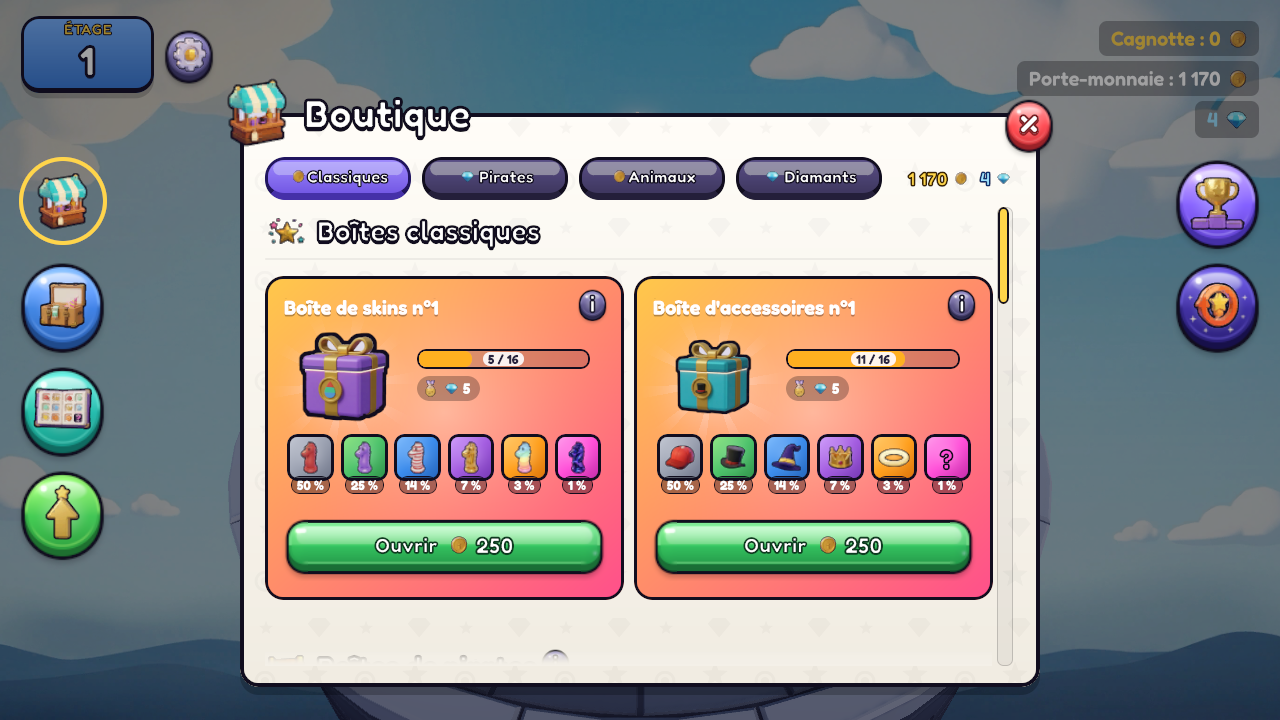 ÉTAGE
1
Cagnotte : 0
Porte-monnaie : 1 170
4
Boutique
Classiques
Pirates
Animaux
Diamants
1 170
4
Boîtes classiques
Boîte de skins n°1
i
5 / 16
5
50 %
25 %
14 %
7 %
3 %
1 %
Ouvrir 250
Boîte d'accessoires n°1
i
11 / 16
5
?
50 %
25 %
14 %
7 %
3 %
1 %
Ouvrir 250